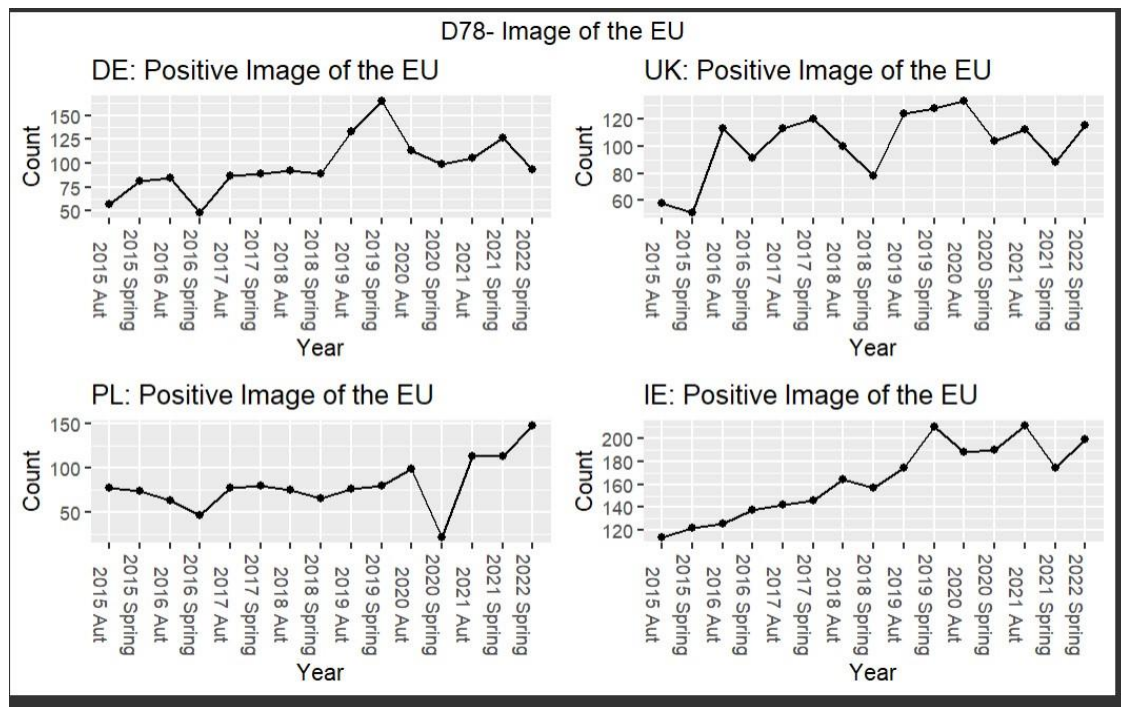 D78- Image of the EU
DE: Positive Image of the EU
Count
150
125
100
75
50
2015 Aut
2015 Spring
2016 Aut
2016 Spring
2017 Aut
2017 Spring
2018 Aut
2018 Spring
2019 Aut
2019 Spring
2020 Aut
2020 Spring
2021 Aut
2021 Spring
2022 Spring
Year
UK: Positive Image of the EU
Count
120
100
80
60
2015 Aut
2015 Spring
2016 Aut
2016 Spring
2017 Aut
2017 Spring
2018 Aut
2018 Spring
2019 Aut
2019 Spring
2020 Aut
2020 Spring
2021 Aut
2021 Spring
2022 Spring
Year
PL: Positive Image of the EU
Count
150
100
50
2015 Aut
2015 Spring
2016 Aut
2016 Spring
2017 Aut
2017 Spring
2018 Aut
2018 Spring
2019 Aut
2019 Spring
2020 Aut
2020 Spring
2021 Aut
2021 Spring
2022 Spring
Year
IE: Positive Image of the EU
Count
200
180
160
140
120
2015 Aut
2015 Spring
2016 Aut
2016 Spring
2017 Aut
2017 Spring
2018 Aut
2018 Spring
2019 Aut
2019 Spring
2020 Aut
2020 Spring
2021 Aut
2021 Spring
2022 Spring
Year